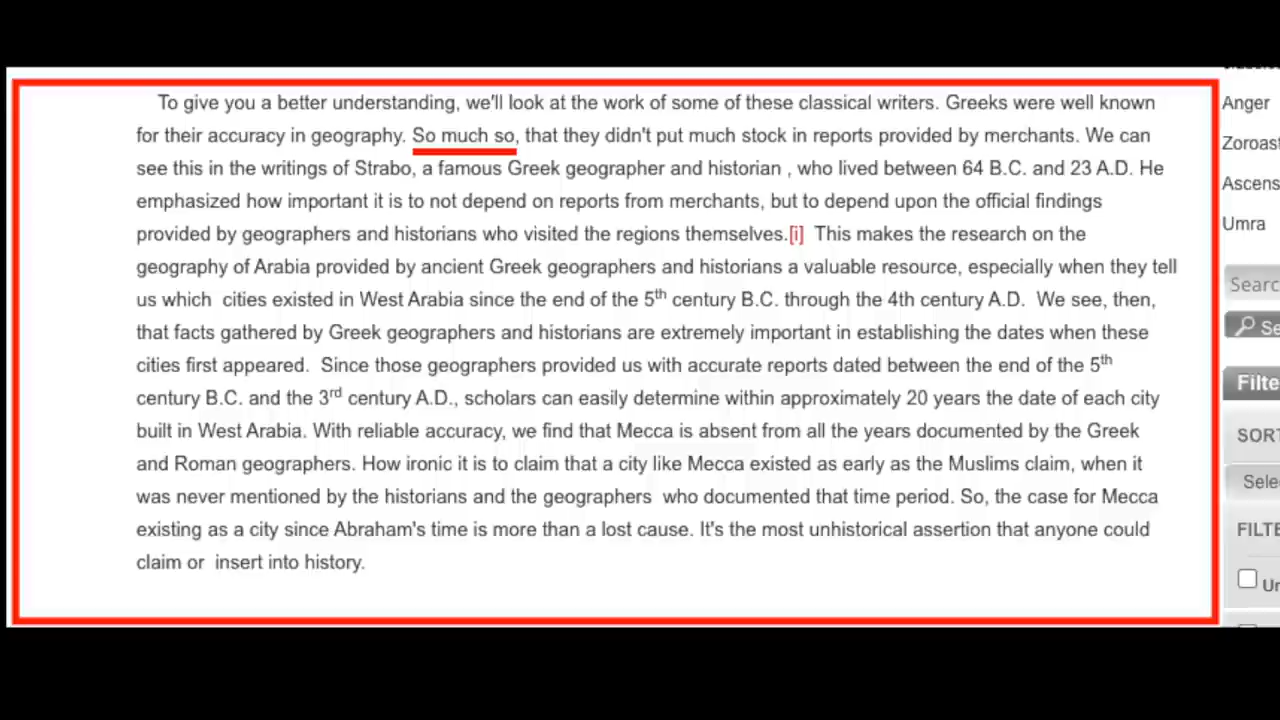 To give you a better understanding, we'll look at the work of some of these classical writers. Greeks were well known
for their accuracy in geography. So much so, that they didn't put much stock in reports provided by merchants. We can
see this in the writings of Strabo, a famous Greek geographer and historian , who lived between 64 B.C. and 23 A.D. He
emphasized how important it is to not depend on reports from merchants, but to depend upon the official findings
provided by geographers and historians who visited the regions themselves.[i] This makes the research on the
geography of Arabia provided by ancient Greek geographers and historians a valuable resource, especially when they tell
us which cities existed in West Arabia since the end of the 5th century B.C. through the 4th century A.D. We see, then,
that facts gathered by Greek geographers and historians are extremely important in establishing the dates when these
cities first appeared. Since those geographers provided us with accurate reports dated between the end of the 5th
century B.C. and the 3rd century A.D., scholars can easily determine within approximately 20 years the date of each city
built in West Arabia. With reliable accuracy, we find that Mecca is absent from all the years documented by the Greek
and Roman geographers. How ironic it is to claim that a city like Mecca existed as early as the Muslims claim, when it
was never mentioned by the historians and the geographers who documented that time period. So, the case for Mecca
existing as a city since Abraham's time is more than a lost cause. It's the most unhistorical assertion that anyone could
claim or insert into history.
Anger
Zoroast
Ascens
Umra
Searc
Se
Filte
SORT
Selec
FILTE
Un